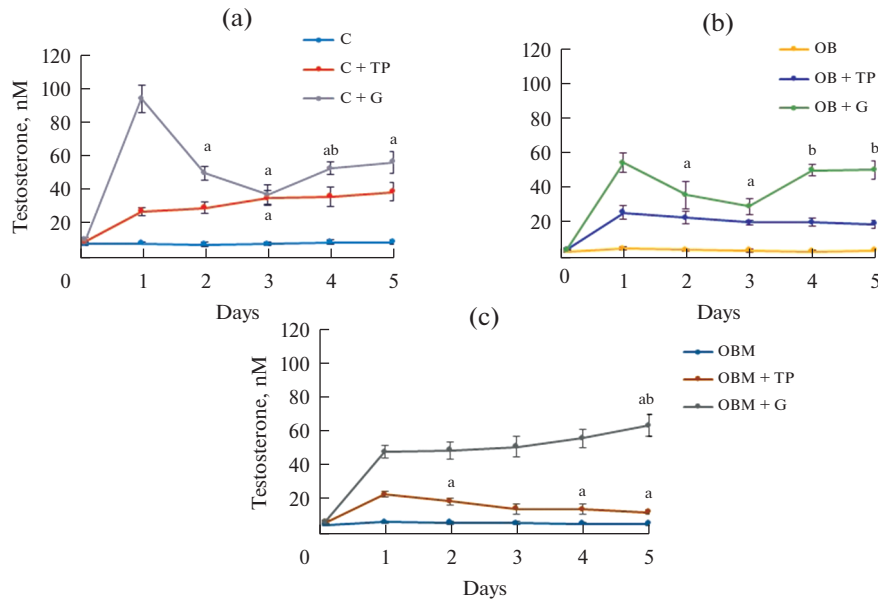 (a)
C
C + TP
C + G
Testosterone, nM
120
100
80
60
40
20
0
a
a
a
ab
a
1
2
3
4
5
Days
(b)
OB
OB + TP
OB + G
120
100
80
60
40
20
0
a
a
b
b
1
2
3
4
5
Days
(c)
OBM
OBM + TP
OBM + G
Testosterone, nM
120
100
80
60
40
20
0
ab
a
a
a
1
2
3
4
5
Days